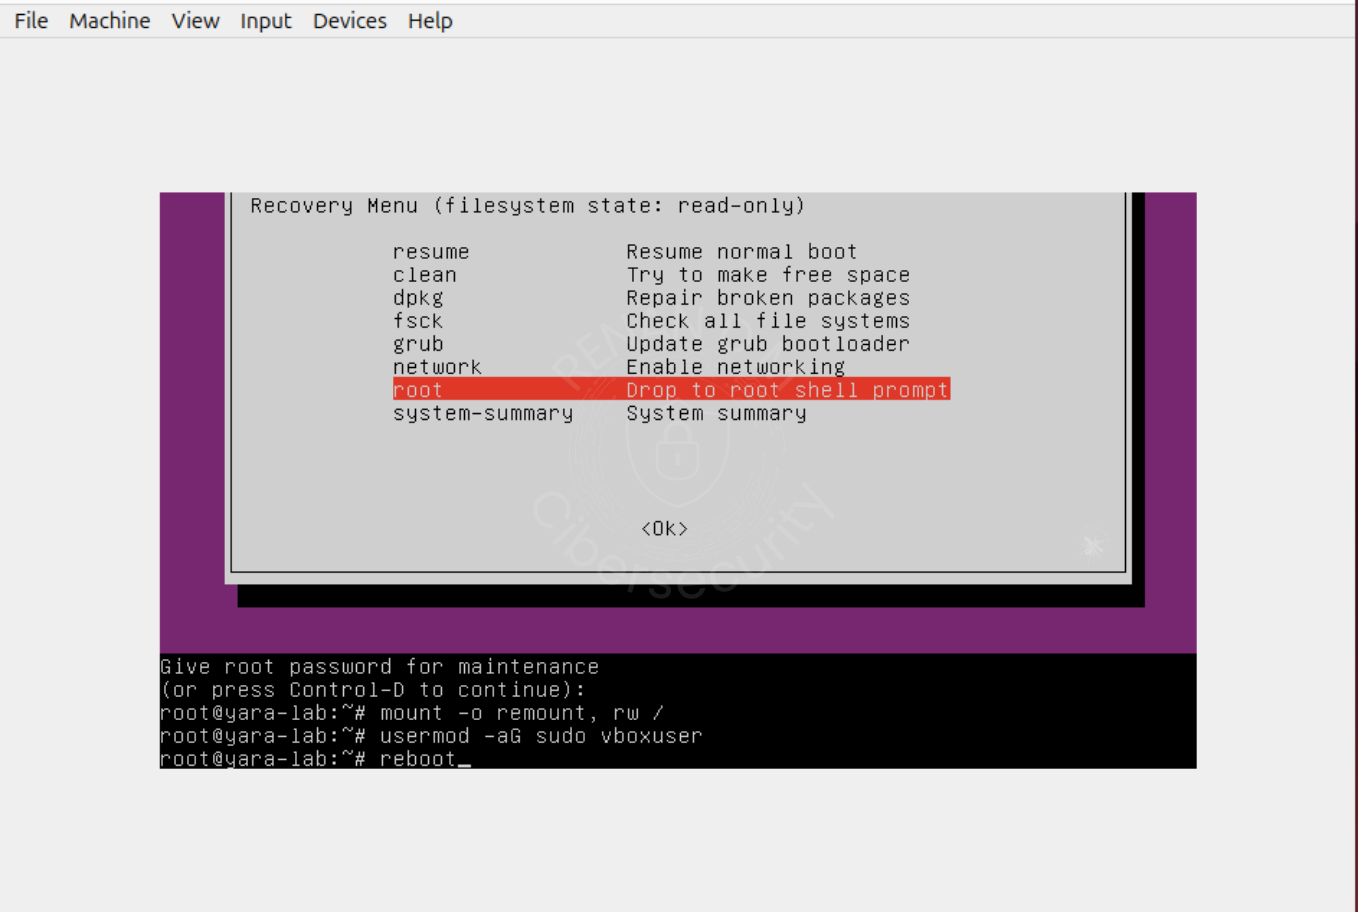 File Machine View Input Devices Help
Recovery Menu (filesystem state: read-only)
resume Resume normal boot
clean Try to make free space
dpkg Repair broken packages
fsck Check all file systems
grub Update grub bootloader
network Enable networking
root Drop to root shell prompt
system-summary System summary
<Ok>
Cibersecurity
Give root password for maintenance
(or press Control-D to continue):
root@yara-lab:~# mount -o remount, rw /
root@yara-lab:~# usermod -aG sudo vboxuser
root@yara-lab:~# reboot_